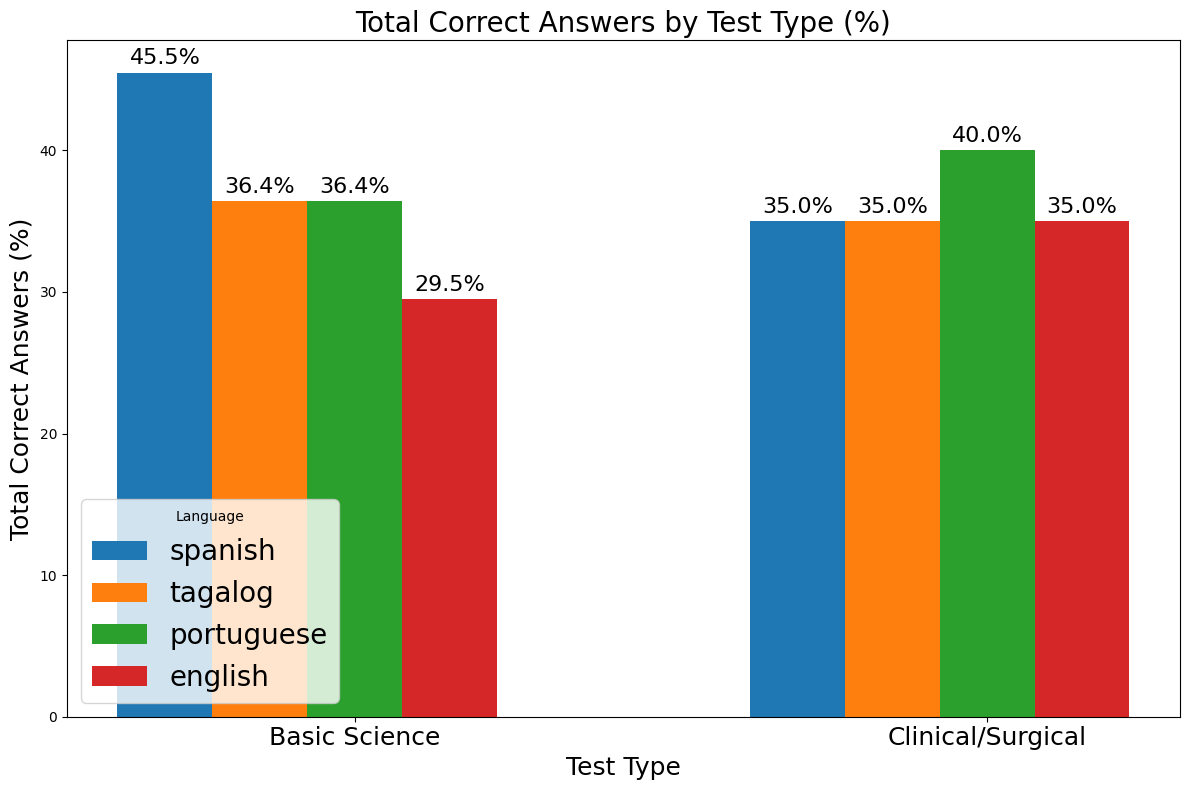 Total Correct Answers by Test Type (%)
Total Correct Answers (%)
40
30
20
10
0
45.5%
36.4%
36.4%
29.5%
35.0%
35.0%
40.0%
35.0%
Language
spanish
tagalog
portuguese
english
Basic Science
Clinical/Surgical
Test Type